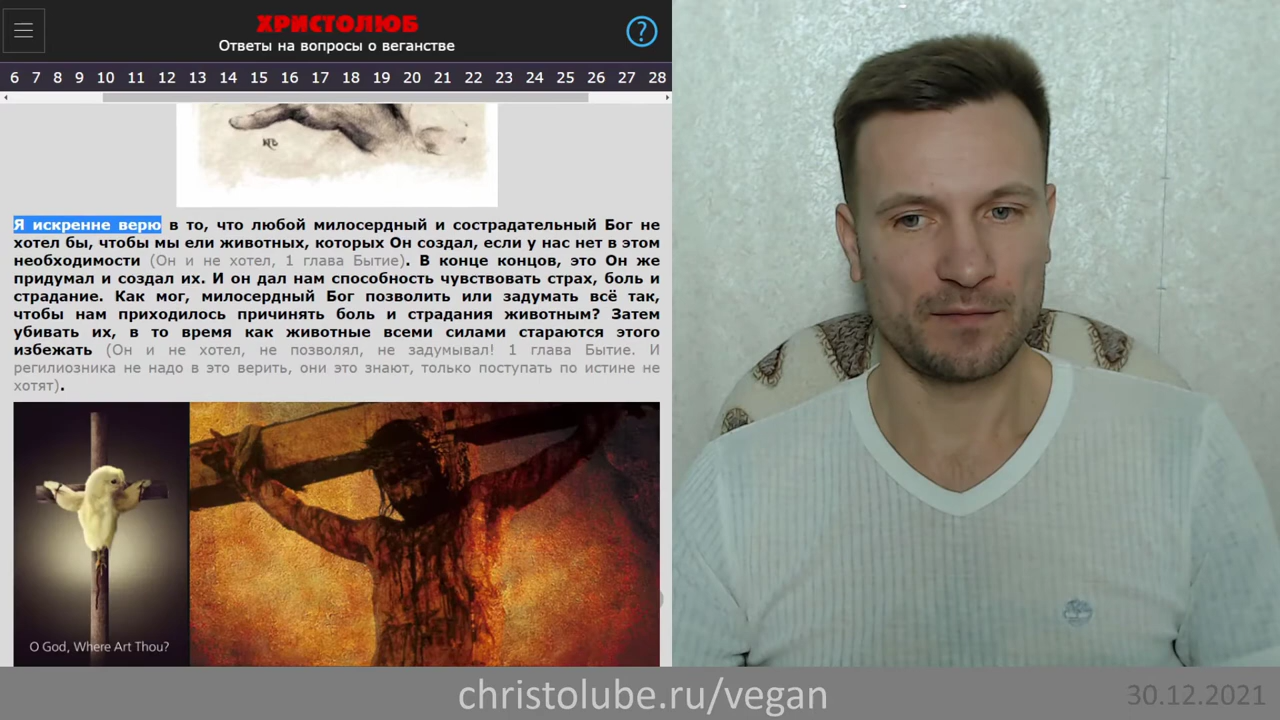 ХРИСТОЛЮБ
Ответы на вопросы о веганстве
?
6 7 8 9 10 11 12 13 14 15 16 17 18 19 20 21 22 23 24 25 26 27 28
Я искренне верю в то, что любой милосердный и сострадательный Бог не
хотел бы, чтобы мы ели животных, которых Он создал, если у нас нет в этом
необходимости (Он и не хотел, 1 глава Бытие). В конце концов, это Он же
придумал и создал их. И он дал нам способность чувствовать страх, боль и
страдание. Как мог, милосердный Бог позволить или задумать всё так,
чтобы нам приходилось причинять боль и страдания животным? Затем
убивать их, в то время как животные всеми силами стараются этого
избежать (Он и не хотел, не позволял, не задумывал! 1 глава Бытие. И
регилиозника не надо в это верить, они это знают, только поступать по истине не
хотят).
O God, Where Art Thou?
christolube.ru/vegan
30.12.2021